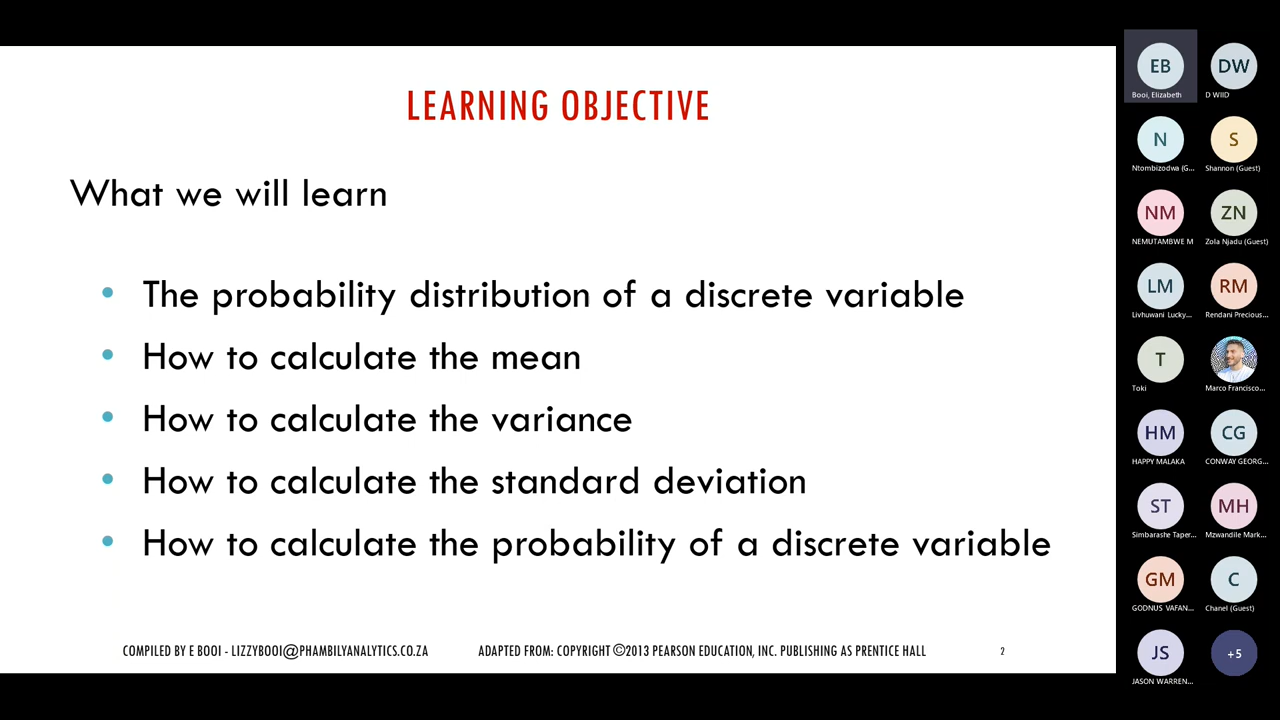 LEARNING OBJECTIVE
What we will learn
• The probability distribution of a discrete variable
• How to calculate the mean
• How to calculate the variance
• How to calculate the standard deviation
• How to calculate the probability of a discrete variable
COMPILED BY E BOOI - LIZZYBOOI@PHAMBILYANALYTICS.CO.ZA ADAPTED FROM: COPYRIGHT ©2013 PEARSON EDUCATION, INC. PUBLISHING AS PRENTICE HALL 2
EB DW
Booi, Elizabeth D WIID
N S
Ntombizodwa (G... Shannon (Guest)
NM ZN
NEMUTAMBWE M Zola Njadu (Guest)
LM RM
Livhuwani Lucky... Rendani Precious...
T
Toki Marco Francisco...
HM CG
HAPPY MALAKA CONWAY GEORG...
ST MH
Simbarashe Taper... Mzwandile Mark...
GM C
GODNUS VAFAN... Chanel (Guest)
JS +5
JASON WARREN...